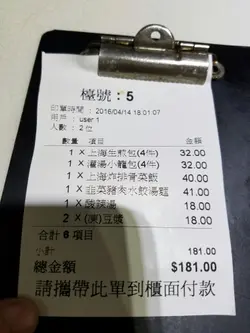 檯號：5
印單時間 : 2016/04/14 18:01:07
用戶 : user 1
人數 : 2 位
數量 項目 金額
1 X 上海生煎包(4件) 32.00
1 X 灌湯小籠包(4件) 32.00
1 X 上海炸排骨菜飯 40.00
1 X 韭菜豬肉水餃湯麵 41.00
1 X 酸辣湯 18.00
2 X (凍)豆漿 18.00
合計 6 項目
小計 181.00
總金額 $181.00
請攜帶此單到櫃面付款